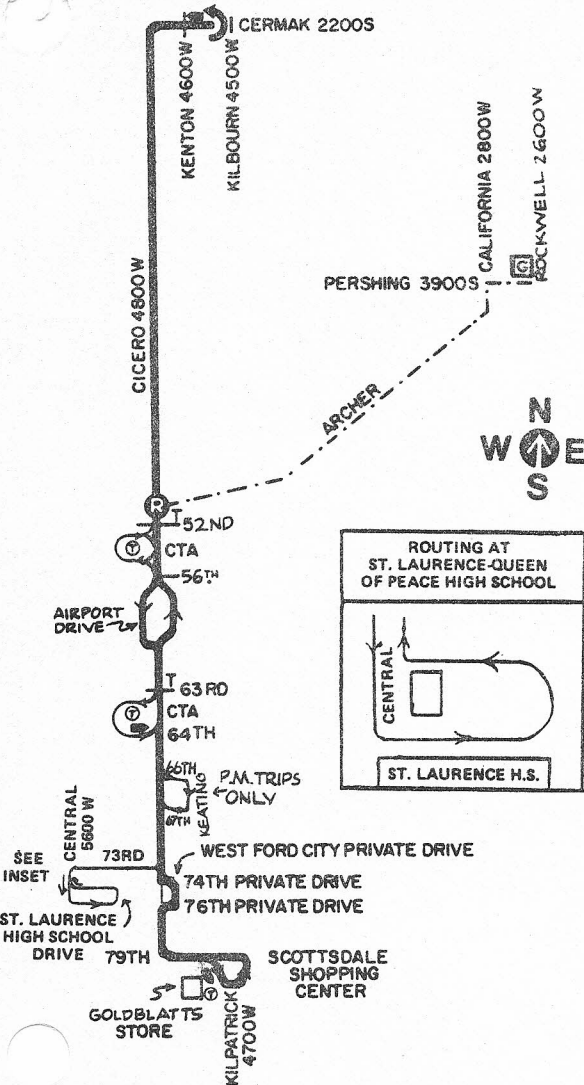 CERMAK 2200S
KENTON 4600W
KILBOURN 4500W
CALIFORNIA 2800W
ROCKWELL 2600W
G
PERSHING 3900S
CICERO 4800W
ARCHER
N
W E
S
R
T
52ND
T
CTA
56TH
AIRPORT
DRIVE
T
63RD
T
CTA
64TH
66TH
KEATING
P.M. TRIPS
ONLY
67TH
CENTRAL
5600 W
73RD
WEST FORD CITY PRIVATE DRIVE
SEE
INSET
74TH PRIVATE DRIVE
76TH PRIVATE DRIVE
ST. LAURENCE
HIGH SCHOOL
DRIVE
79TH
SCOTTSDALE
SHOPPING
CENTER
T
GOLDBLATTS
STORE
KILPATRICK
4700W
ROUTING AT
ST. LAURENCE-QUEEN
OF PEACE HIGH SCHOOL
CENTRAL
ST. LAURENCE H.S.